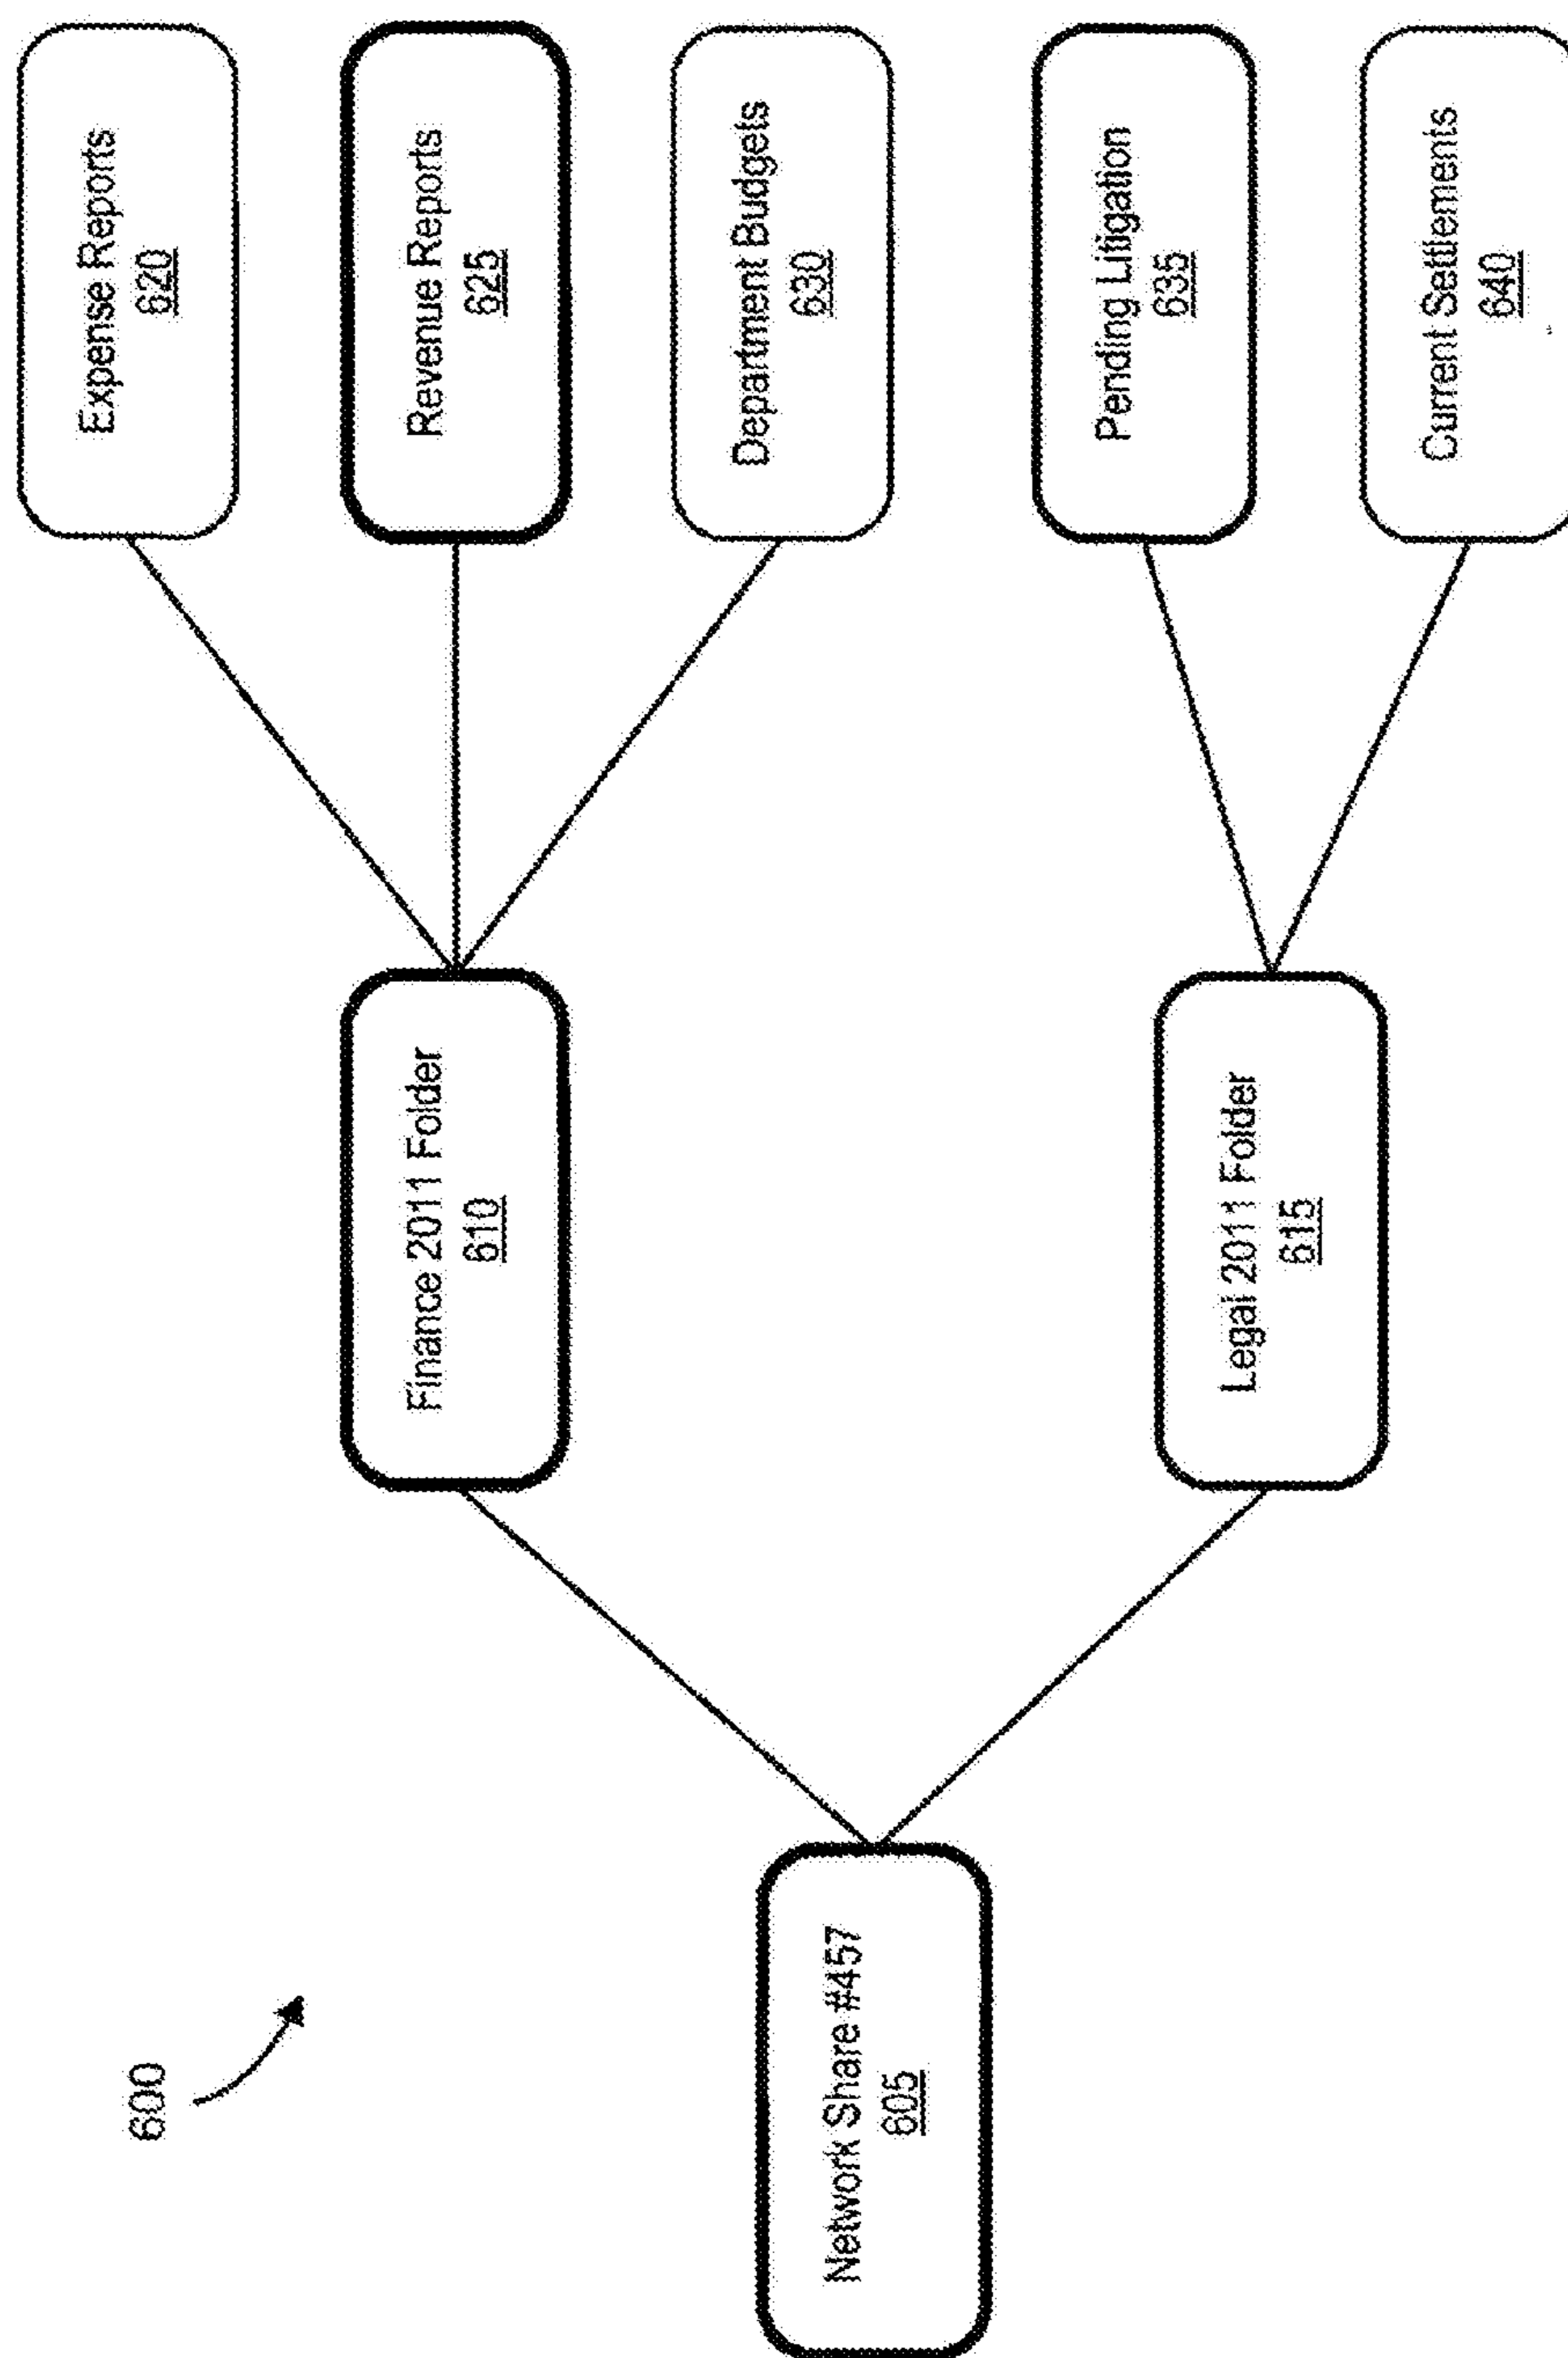 600
Network Share #457
605
Finance 2011 Folder
610
Legal 2011 Folder
615
Expense Reports
620
Revenue Reports
625
Department Budgets
630
Pending Litigation
635
Current Settlements
640